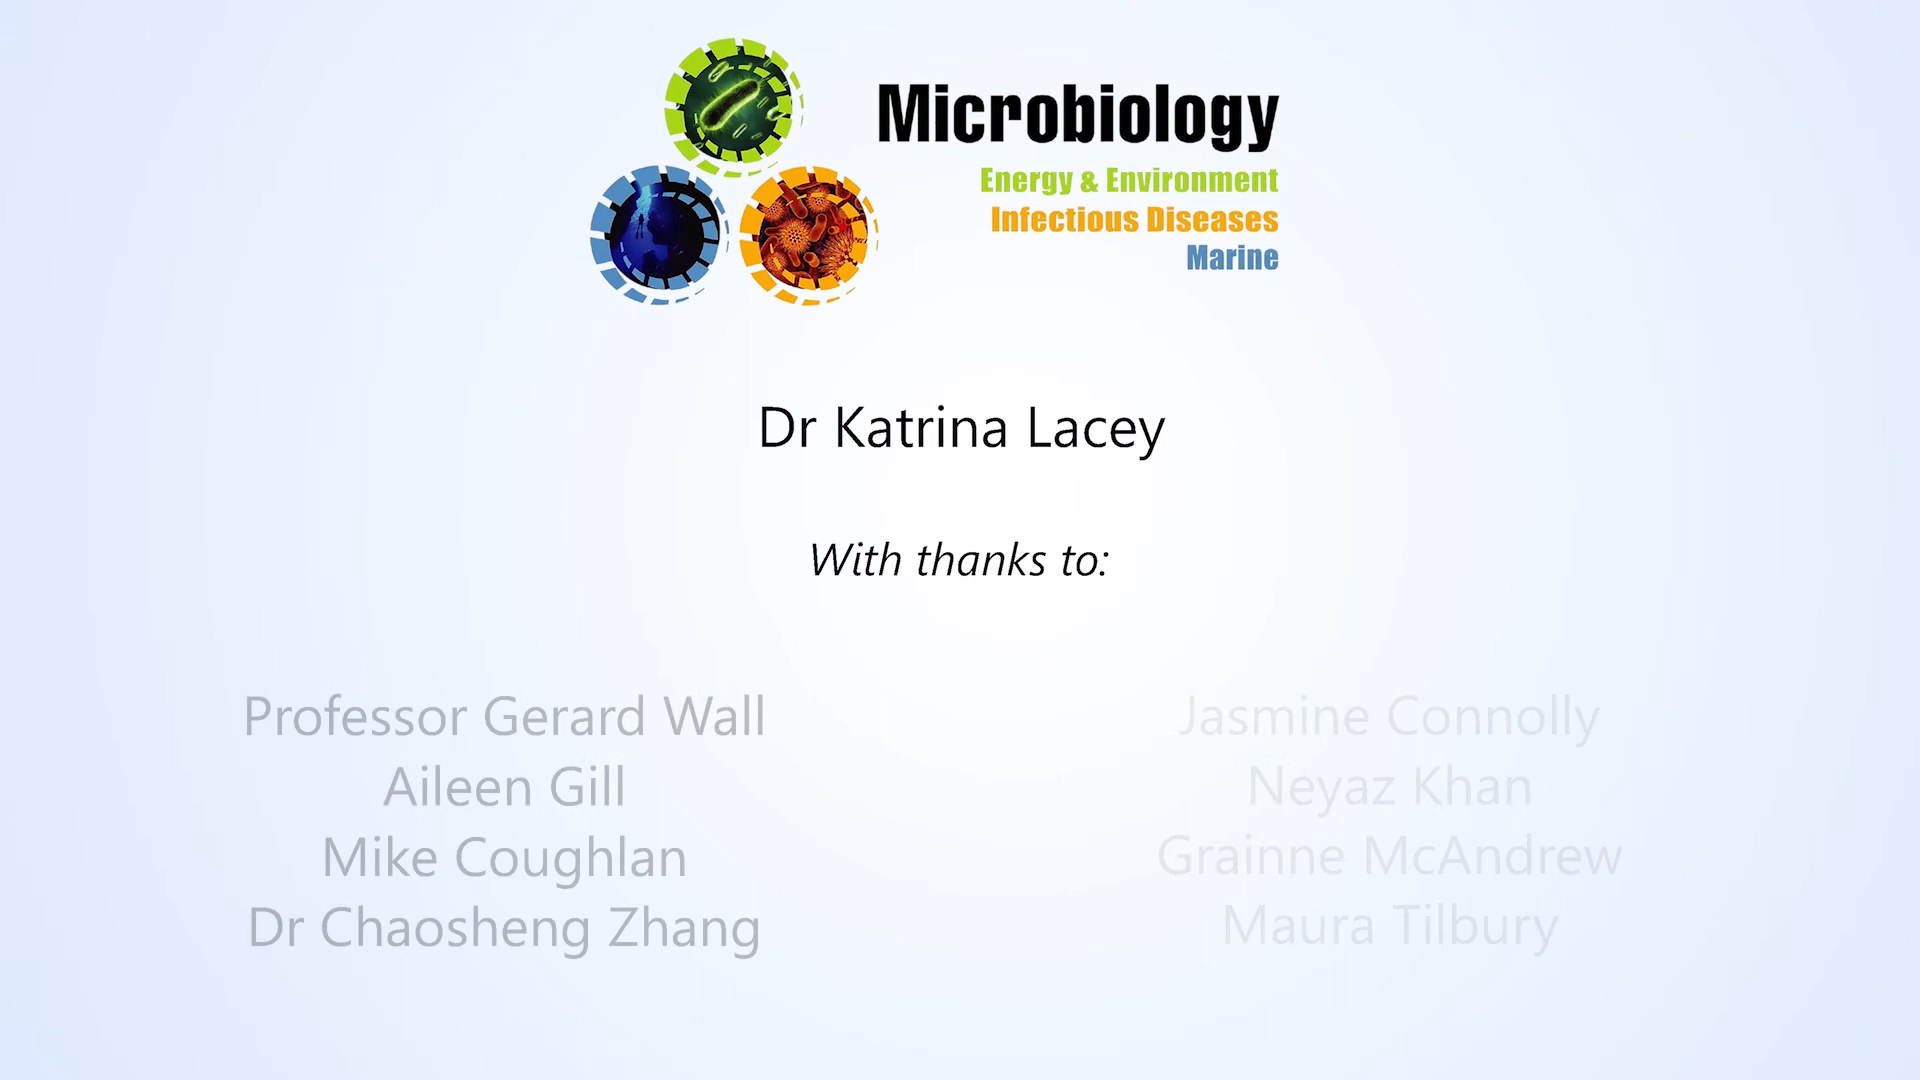 Microbiology
Energy & Environment
Infectious Diseases
Marine
Dr Katrina Lacey
With thanks to:
Professor Gerard Wall
Aileen Gill
Mike Coughlan
Dr Chaosheng Zhang
Jasmine Connolly
Neyaz Khan
Grainne McAndrew
Maura Tilbury